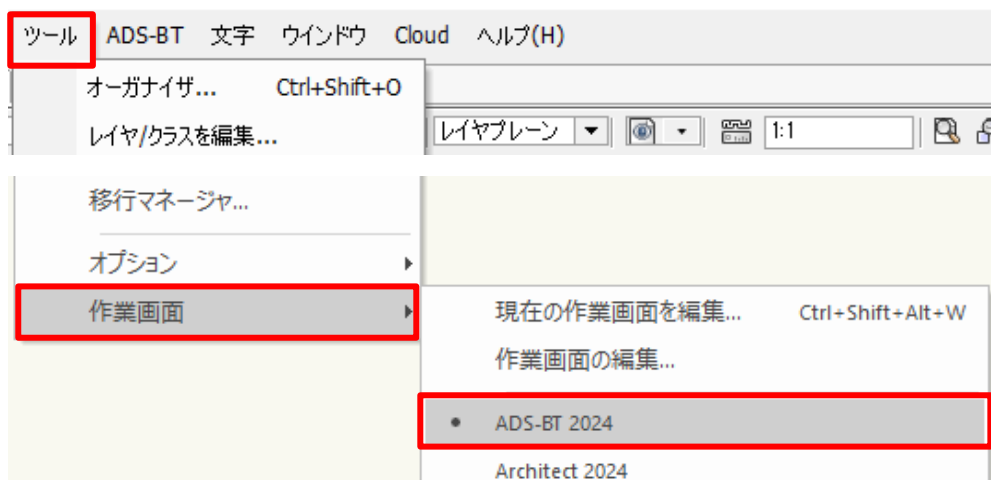 ツール ADS-BT 文字 ウインドウ Cloud ヘルプ(H)
オーガナイザ... Ctrl+Shift+O
レイヤ/クラスを編集...
レイヤプレーン 1:1
移行マネージャ...
オプション
作業画面
現在の作業画面を編集... Ctrl+Shift+Alt+W
作業画面の編集...
ADS-BT 2024
Architect 2024